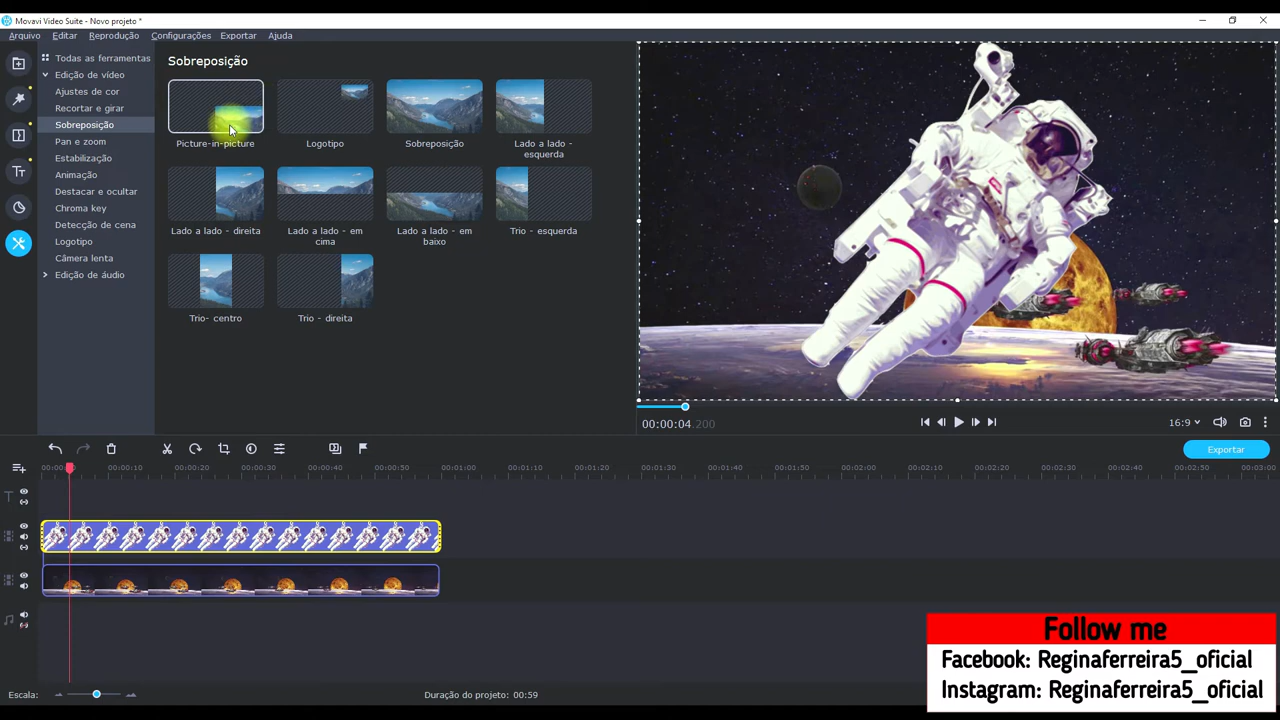 Movavi Video Suite - Novo projeto *
Arquivo Editar Reprodução Configurações Exportar Ajuda
Todas as ferramentas
Edição de vídeo
Ajustes de cor
Recortar e girar
Sobreposição
Pan e zoom
Estabilização
Animação
Destacar e ocultar
Chroma key
Detecção de cena
Logotipo
Câmera lenta
Edição de áudio
Sobreposição
Picture-in-picture
Logotipo
Sobreposição
Lado a lado -
esquerda
Lado a lado - direita
Lado a lado - em
cima
Lado a lado - em
baixo
Trio - esquerda
Trio- centro
Trio - direita
00:00:04.200
16:9
Exportar
00:00:10 00:00:20 00:00:30 00:00:40 00:00:50 00:01:00 00:01:10 00:01:20 00:01:30 00:01:40 00:01:50 00:02:00 00:02:10 00:02:20 00:02:30 00:02:40 00:02:50 00:03:00
Escala:
Duração do projeto: 00:59
Follow me
Facebook: Reginaferreira5_oficial
Instagram: Reginaferreira5_oficial